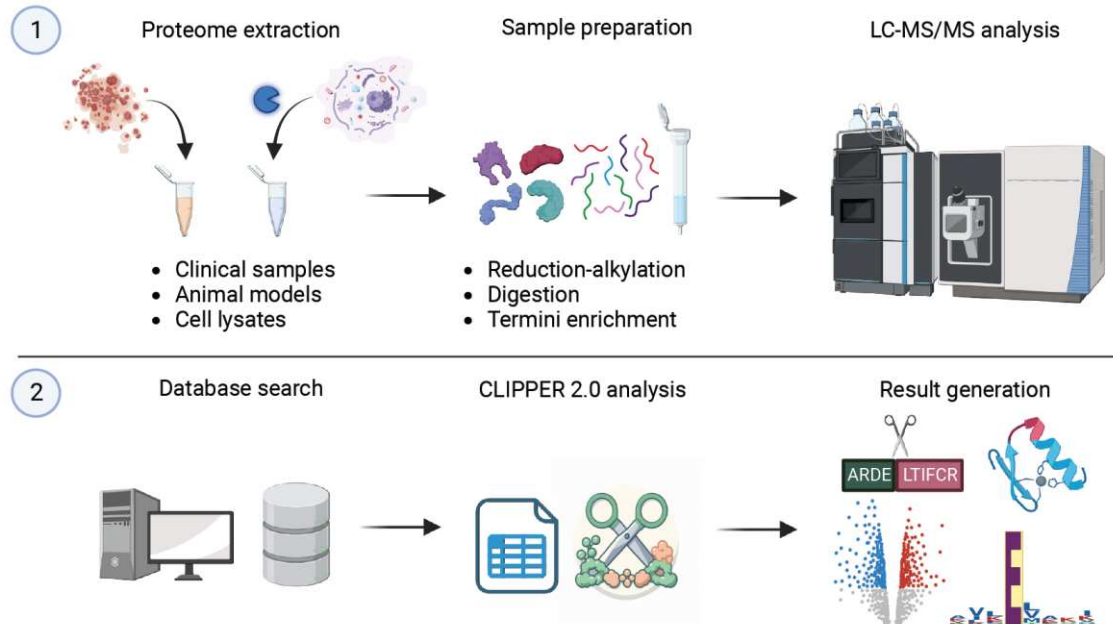 1
Proteome extraction
Sample preparation
LC-MS/MS analysis
• Clinical samples
• Animal models
• Cell lysates
• Reduction-alkylation
• Digestion
• Termini enrichment
2
Database search
CLIPPER 2.0 analysis
Result generation
ARDE LTIFCR